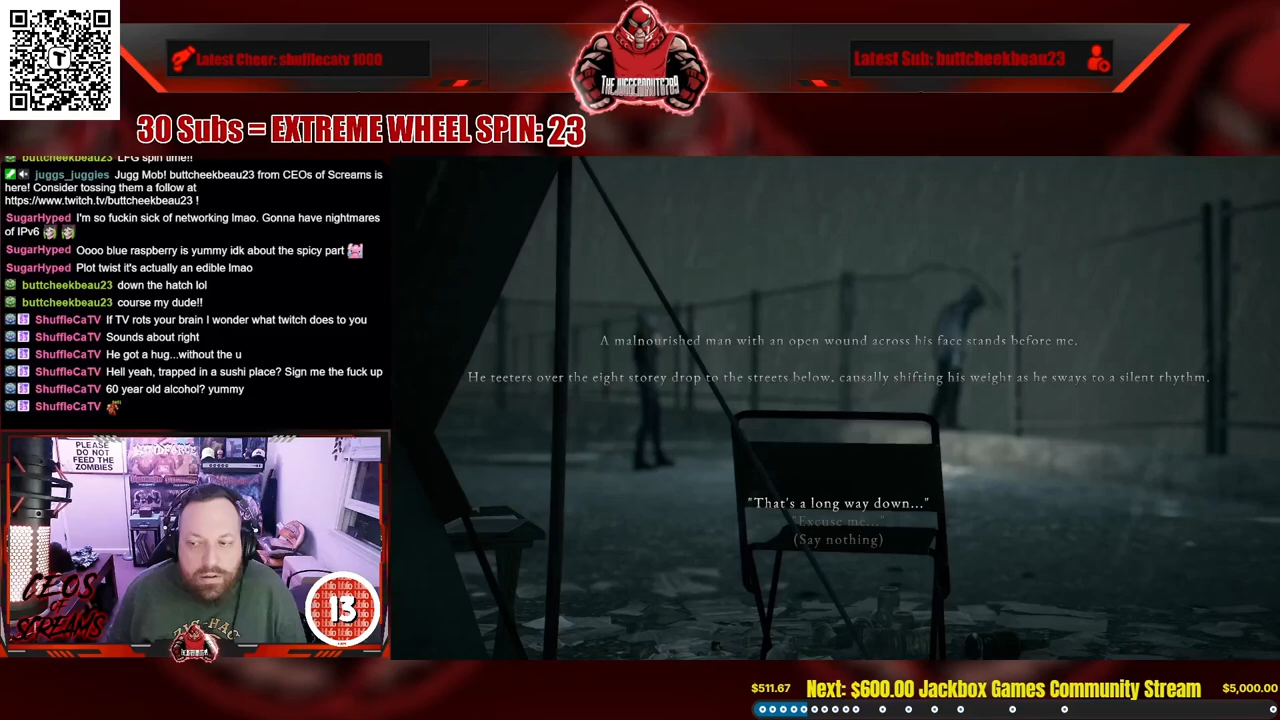 Latest Cheer: shufflecatv 1000
THEJUGGERNAUT6789
Latest Sub: buttcheekbeau23
30 Subs = EXTREME WHEEL SPIN: 23
buttcheekbeau23 LFG spin time!!
juggs_juggies Jugg Mob! buttcheekbeau23 from CEOs of Screams is
here! Consider tossing them a follow at
https://www.twitch.tv/buttcheekbeau23 !
SugarHyped I'm so fuckin sick of networking lmao. Gonna have nightmares
of IPv6
SugarHyped Oooo blue raspberry is yummy idk about the spicy part
SugarHyped Plot twist it's actually an edible lmao
buttcheekbeau23 down the hatch lol
buttcheekbeau23 course my dude!!
ShuffleCaTV If TV rots your brain I wonder what twitch does to you
ShuffleCaTV Sounds about right
ShuffleCaTV He got a hug...without the u
ShuffleCaTV Hell yeah, trapped in a sushi place? Sign me the fuck up
ShuffleCaTV 60 year old alcohol? yummy
ShuffleCaTV
A malnourished man with an open wound across his face stands before me.
He teeters over the eight storey drop to the streets below, causally shifting his weight as he sways to a silent rhythm.
"That's a long way down..."
"Excuse me..."
(Say nothing)
PLEASE
DO NOT
FEED THE
ZOMBIES
CEOS
OF
SCREAMS
13
$511.67
Next: $600.00 Jackbox Games Community Stream
$5,000.00